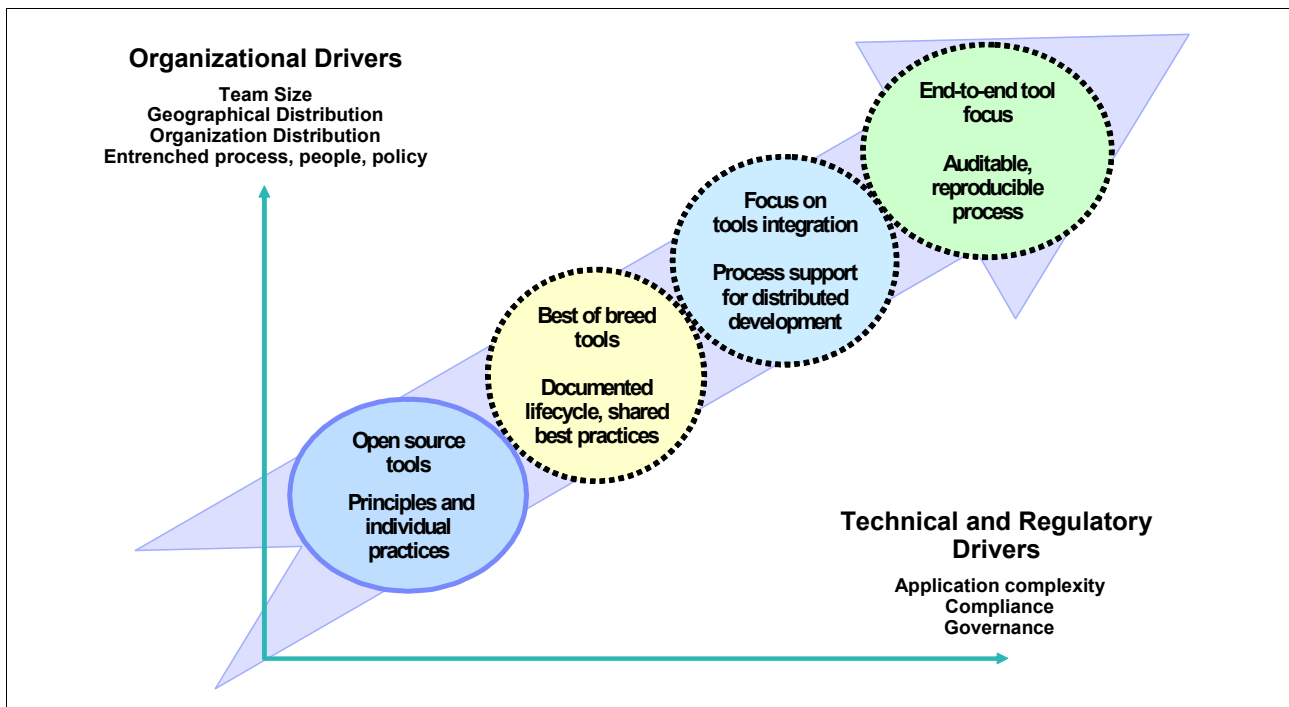 Organizational Drivers
Team Size
Geographical Distribution
Organization Distribution
Entrenched process, people, policy
End-to-end tool
focus
Auditable,
reproducible
process
Focus on
tools integration
Process support
for distributed
development
Best of breed
tools
Documented
lifecycle, shared
best practices
Open source
tools
Principles and
individual
practices
Technical and Regulatory
Drivers
Application complexity
Compliance
Governance